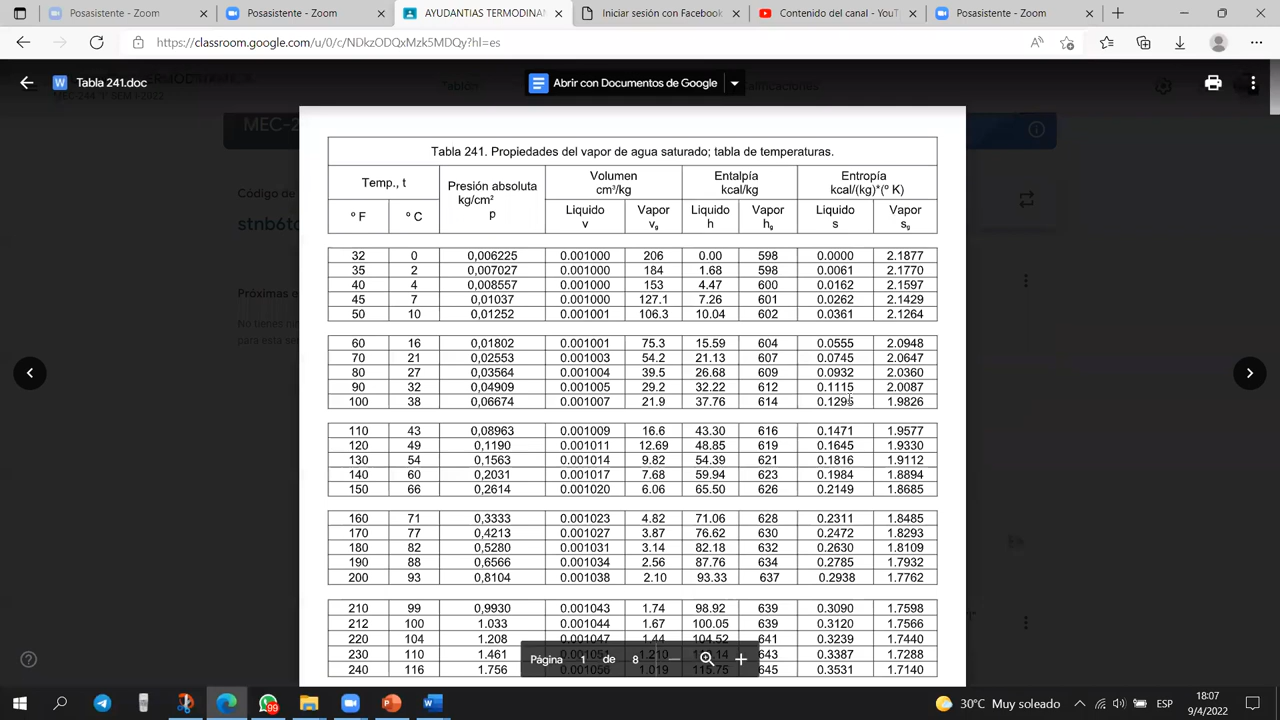 Posasistente - Zoom
Posasistente - Zoom
AYUDANTIAS TERMODINAM
Iniciar sesión con Facebook
Contenido del canal - YouTu
Posasistente - Zoom
https://classroom.google.com/u/0/c/NDkzODQxMzk5MDQy?hl=es
W Tabla 241.doc
Abrir con Documentos de Google
MEC-2
Código de
stnb6to
Próximas e
Tabla 241. Propiedades del vapor de agua saturado; tabla de temperaturas.
Temp., t Presión absoluta kg/cm² p Volumen cm³/kg Entalpía kcal/kg Entropía kcal/(kg)*(º K)
º F º C Liquido v Vapor vg Liquido h Vapor hg Liquido s Vapor sg
32 0 0,006225 0.001000 206 0.00 598 0.0000 2.1877
35 2 0,007027 0.001000 184 1.68 598 0.0061 2.1770
40 4 0,008557 0.001000 153 4.47 600 0.0162 2.1597
45 7 0,01037 0.001000 127.1 7.26 601 0.0262 2.1429
50 10 0,01252 0.001001 106.3 10.04 602 0.0361 2.1264
60 16 0,01802 0.001001 75.3 15.59 604 0.0555 2.0948
70 21 0,02553 0.001003 54.2 21.13 607 0.0745 2.0647
80 27 0,03564 0.001004 39.5 26.68 609 0.0932 2.0360
90 32 0,04909 0.001005 29.2 32.22 612 0.1115 2.0087
100 38 0,06674 0.001007 21.9 37.76 614 0.1295 1.9826
110 43 0,08963 0.001009 16.6 43.30 616 0.1471 1.9577
120 49 0,1190 0.001011 12.69 48.85 619 0.1645 1.9330
130 54 0,1563 0.001014 9.82 54.39 621 0.1816 1.9112
140 60 0,2031 0.001017 7.68 59.94 623 0.1984 1.8894
150 66 0,2614 0.001020 6.06 65.50 626 0.2149 1.8685
160 71 0,3333 0.001023 4.82 71.06 628 0.2311 1.8485
170 77 0,4213 0.001027 3.87 76.62 630 0.2472 1.8293
180 82 0,5280 0.001031 3.14 82.18 632 0.2630 1.8109
190 88 0,6566 0.001034 2.56 87.76 634 0.2785 1.7932
200 93 0,8104 0.001038 2.10 93.33 637 0.2938 1.7762
210 99 0,9930 0.001043 1.74 98.92 639 0.3090 1.7598
212 100 1.033 0.001044 1.67 100.05 639 0.3120 1.7566
220 104 1.208 0.001047 1.44 104.52 641 0.3239 1.7440
230 110 1.461 643 0.3387 1.7288
240 116 1.756 0.001056 1.019 115.75 645 0.3531 1.7140
Página 1 de 8
99
30°C Muy soleado
ESP
18:07
9/4/2022